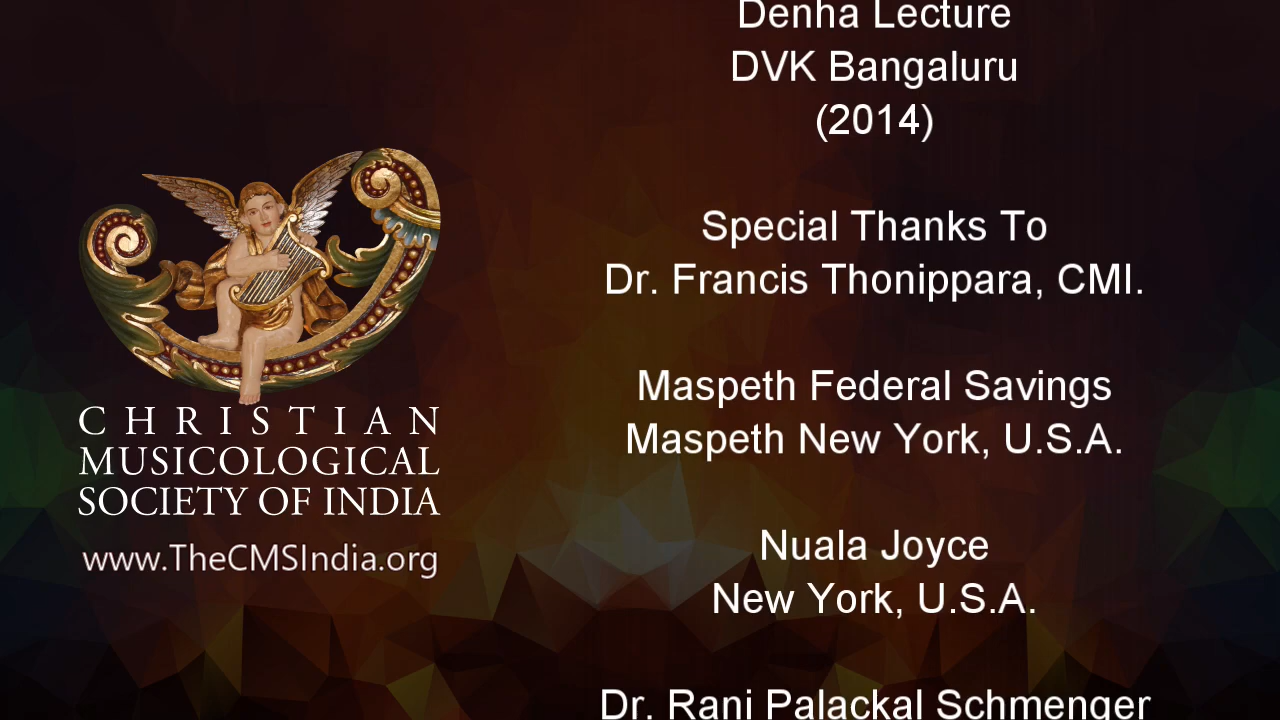 CHRISTIAN
MUSICOLOGICAL
SOCIETY OF INDIA
www.TheCMSIndia.org
Denha Lecture
DVK Bangaluru
(2014)
Special Thanks To
Dr. Francis Thonippara, CMI.
Maspeth Federal Savings
Maspeth New York, U.S.A.
Nuala Joyce
New York, U.S.A.
Dr. Rani Palackal Schmenger